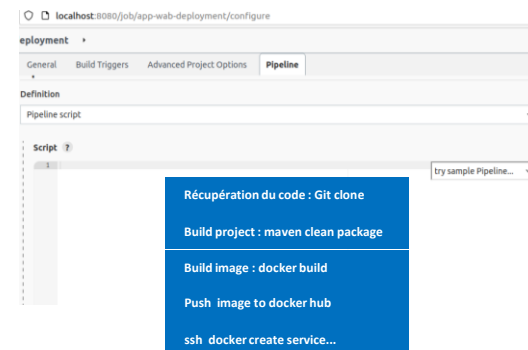 localhost:8080/job/app-wab-deployment/configure
eployment
General Build Triggers Advanced Project Options Pipeline
Definition
Pipeline script
Script ?
1
try sample Pipeline...
Récupération du code : Git clone
Build project : maven clean package
Build image : docker build
Push image to docker hub
ssh docker create service...